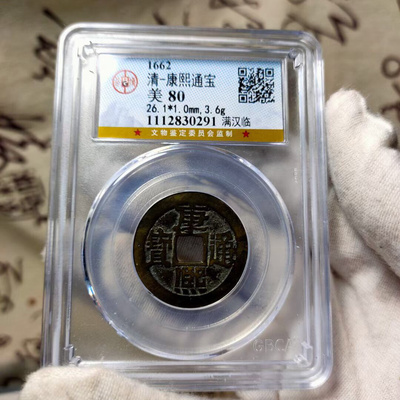 1662
清-康熙通宝
美 80
26.1*1.0mm,3.6g
1112830291 满汉临
★ 文物鉴定委员会监制 ★
康熙通寶
GBCA